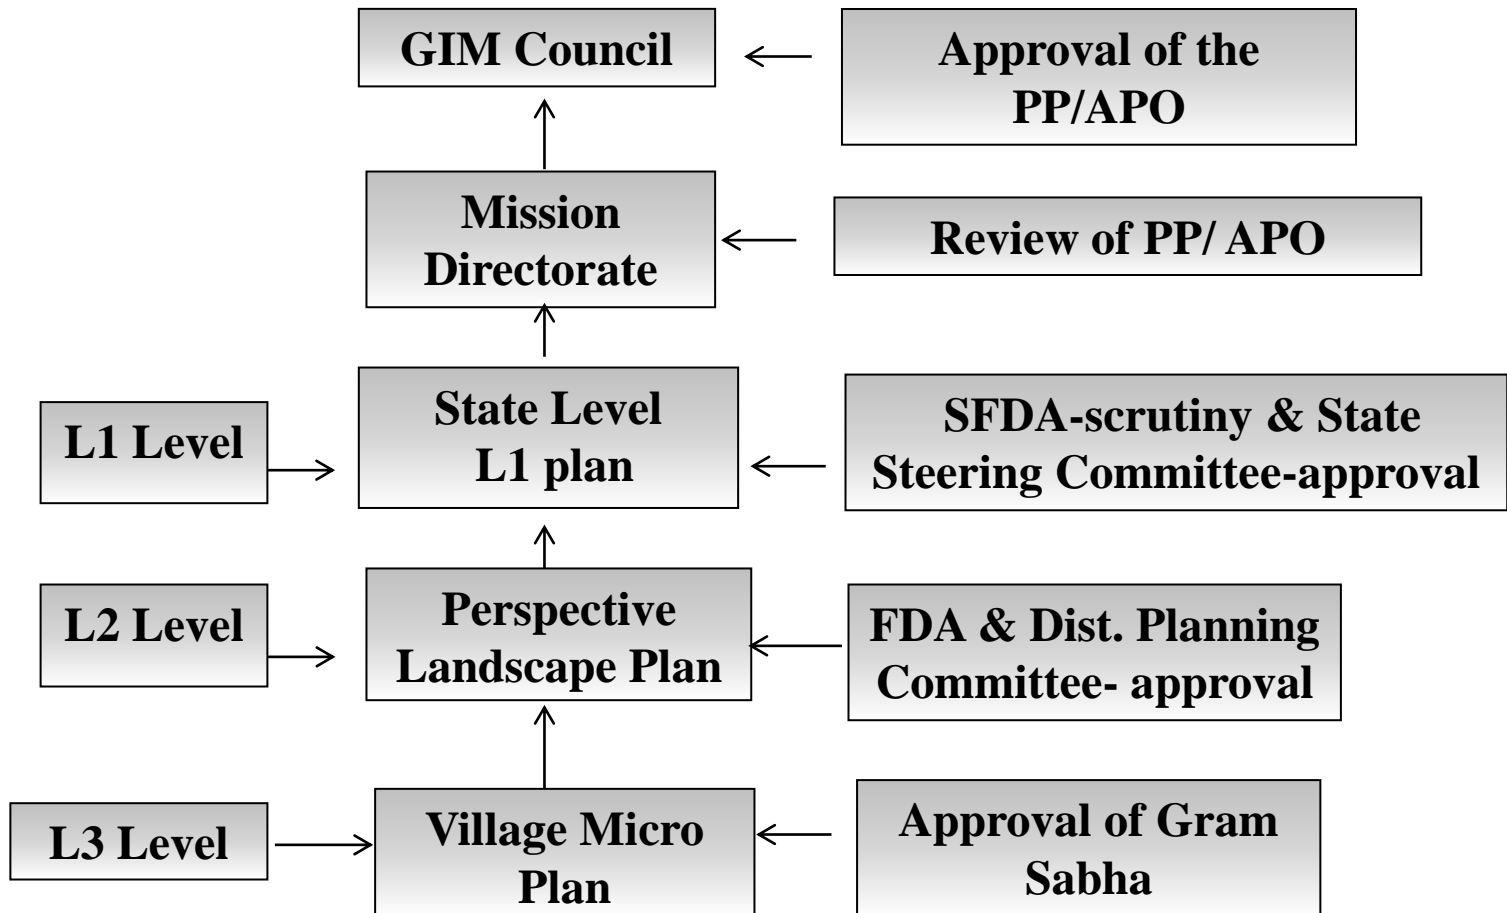 GIM Council
Approval of the
PP/APO
Mission
Directorate
Review of PP/ APO
L1 Level
State Level
L1 plan
SFDA-scrutiny & State
Steering Committee-approval
L2 Level
Perspective
Landscape Plan
FDA & Dist. Planning
Committee- approval
L3 Level
Village Micro
Plan
Approval of Gram
Sabha